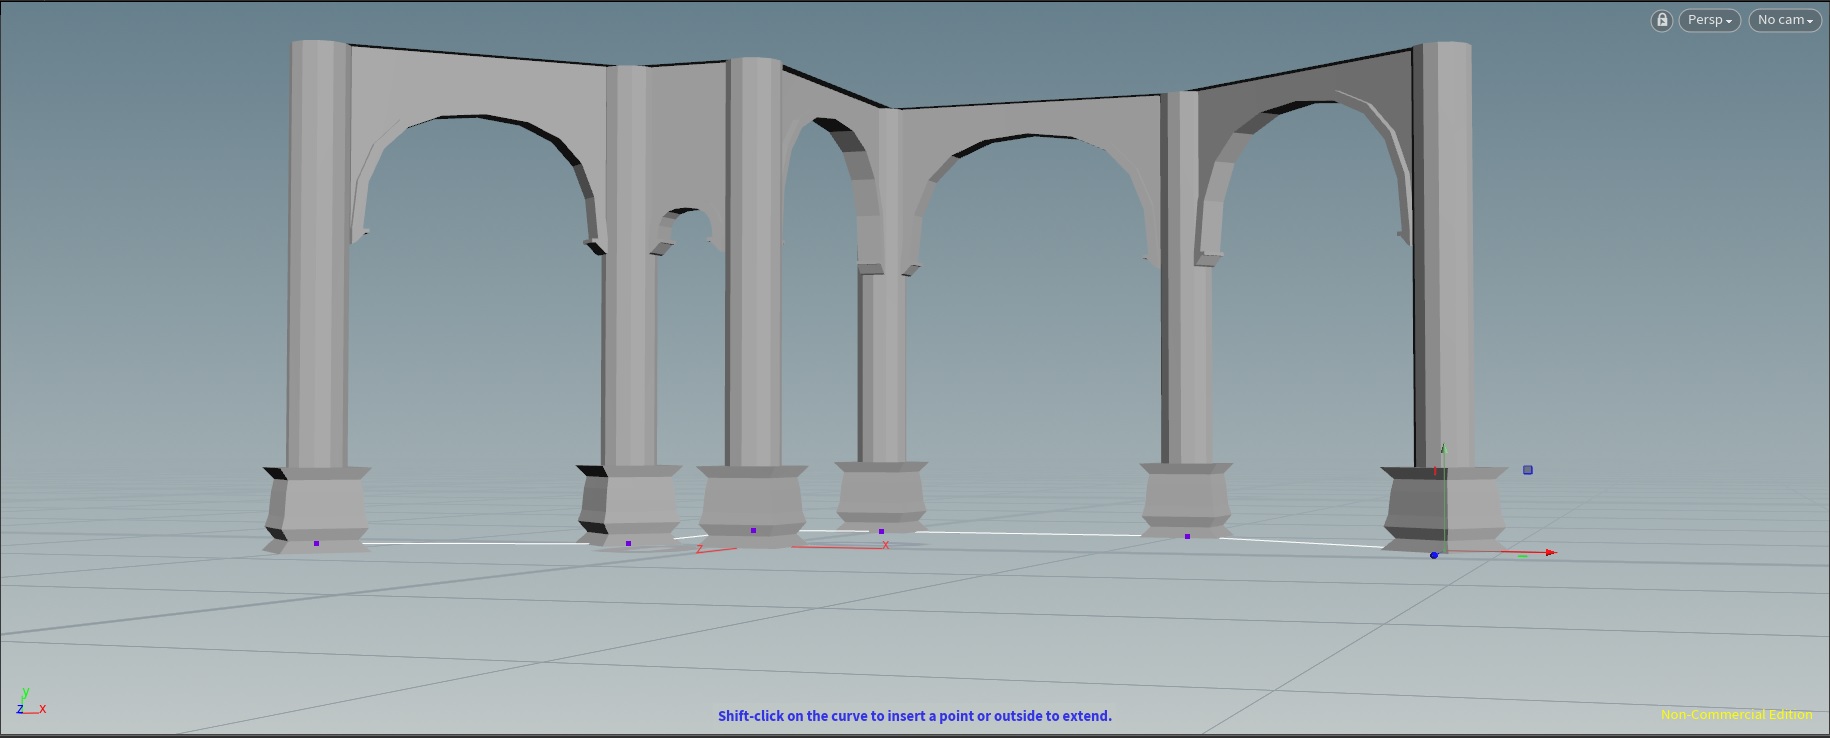 Persp
No cam
z
x
y
z
x
Shift-click on the curve to insert a point or outside to extend.
Non-Commercial Edition